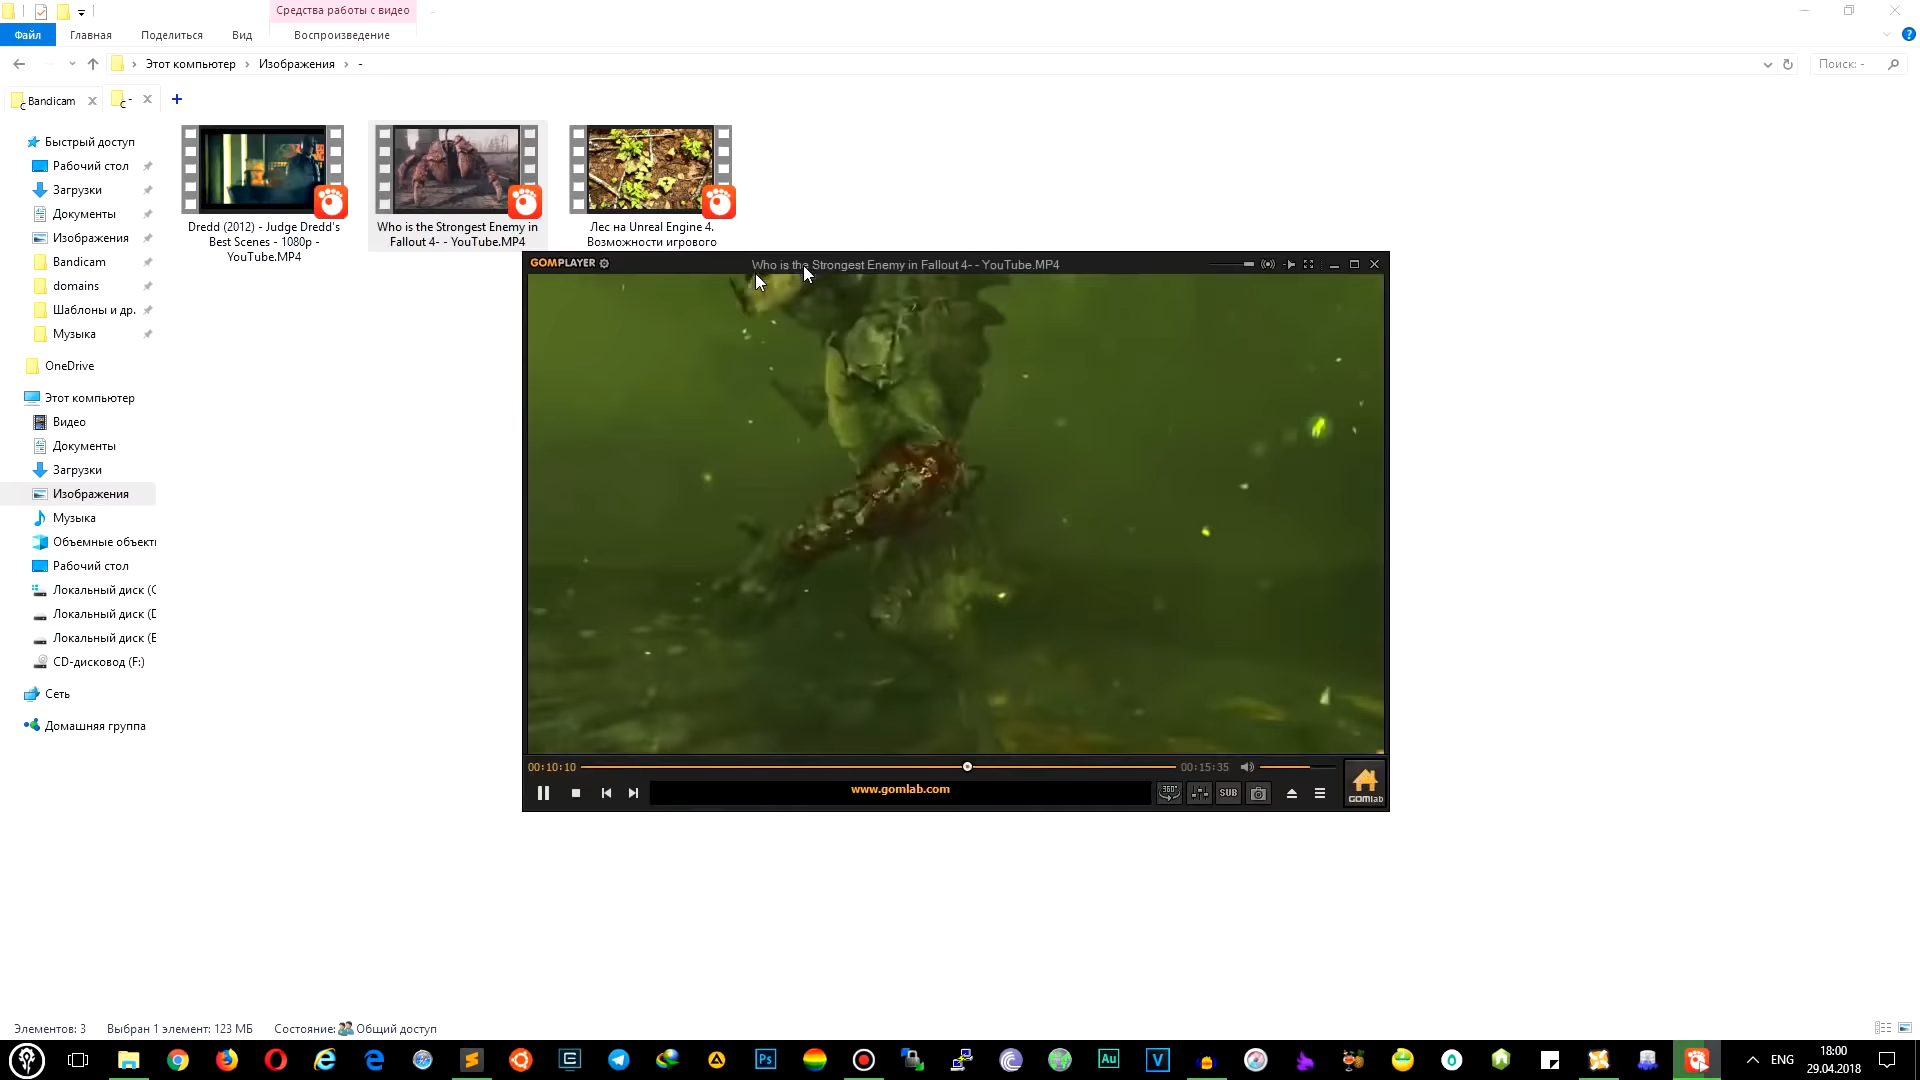 Средства работы с видео
Файл
Главная
Поделиться
Вид
Воспроизведение
Этот компьютер
Изображения
-
Поиск: -
Bandicam
-
Быстрый доступ
Рабочий стол
Загрузки
Документы
Изображения
Bandicam
domains
Шаблоны и др.
Музыка
OneDrive
Этот компьютер
Видео
Документы
Загрузки
Изображения
Музыка
Объемные объекты
Рабочий стол
Локальный диск (C
Локальный диск (D
Локальный диск (E
CD-дисковод (F:)
Сеть
Домашняя группа
Dredd (2012) - Judge Dredd's
Best Scenes - 1080p -
YouTube.MP4
Who is the Strongest Enemy in
Fallout 4- - YouTube.MP4
Лес на Unreal Engine 4.
Возможности игрового
GOMPLAYER
Who is the Strongest Enemy in Fallout 4- - YouTube.MP4
00:10:10
00:15:35
www.gomlab.com
360°
SUB
GOMlab
Элементов: 3
Выбран 1 элемент: 123 МБ
Состояние:
Общий доступ
Ps
Au
V
ENG
18:00
29.04.2018